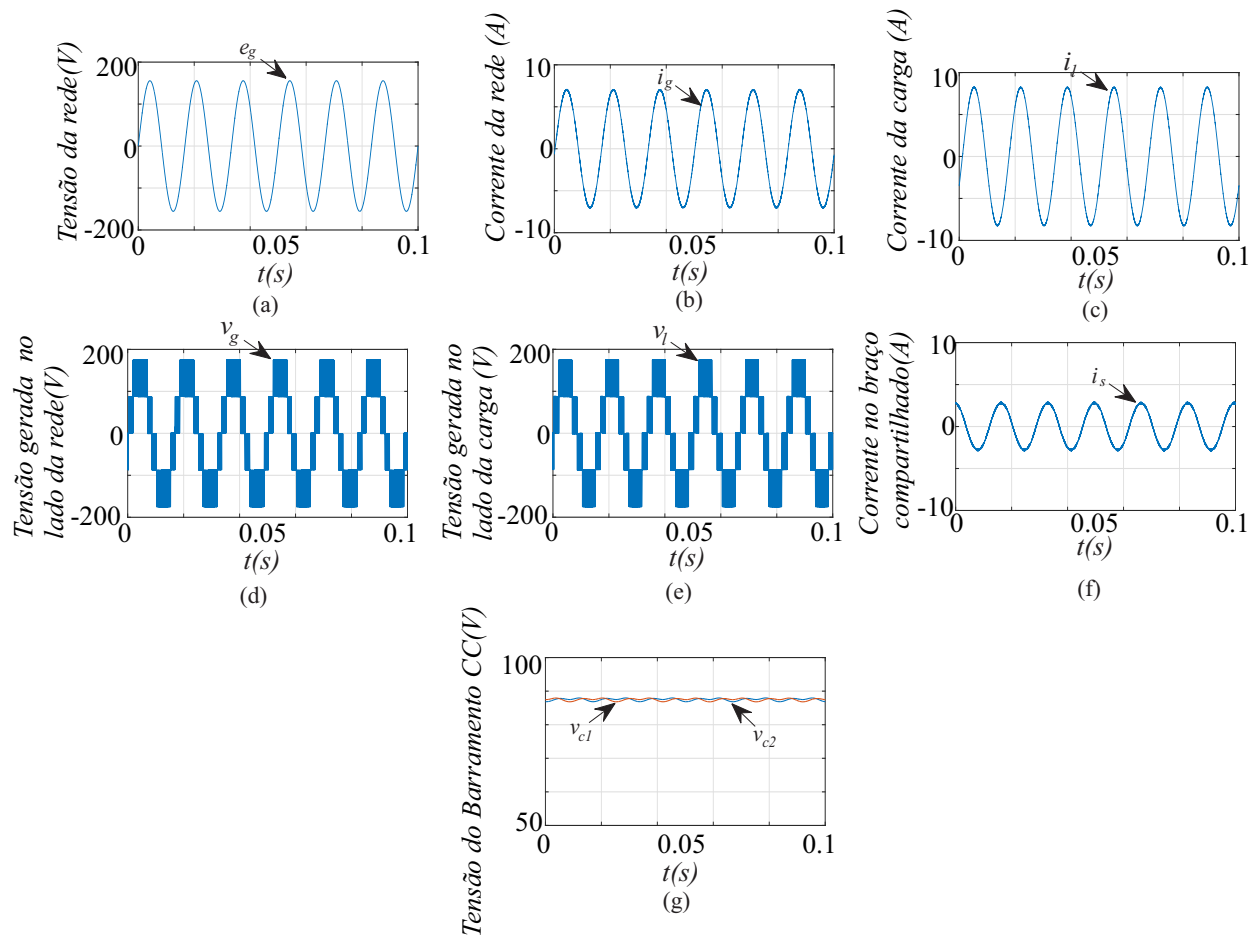 Tensão da rede(V)
200
0
-200
e_g
0
0.05
0.1
t(s)
(a)
Corrente da rede (A)
10
0
-10
i_g
0
0.05
0.1
t(s)
(b)
Corrente da carga (A)
10
0
-10
i_l
0
0.05
0.1
t(s)
(c)
Tensão gerada no
lado da rede(V)
200
0
-200
v_g
0
0.05
0.1
t(s)
(d)
Tensão gerada no
lado da carga (V)
200
0
-200
v_l
0
0.05
0.1
t(s)
(e)
Corrente no braço
compartilhado(A)
10
0
-10
i_s
0
0.05
0.1
t(s)
(f)
Tensão do Barramento CC(V)
100
50
v_c1
v_c2
0
0.05
0.1
t(s)
(g)